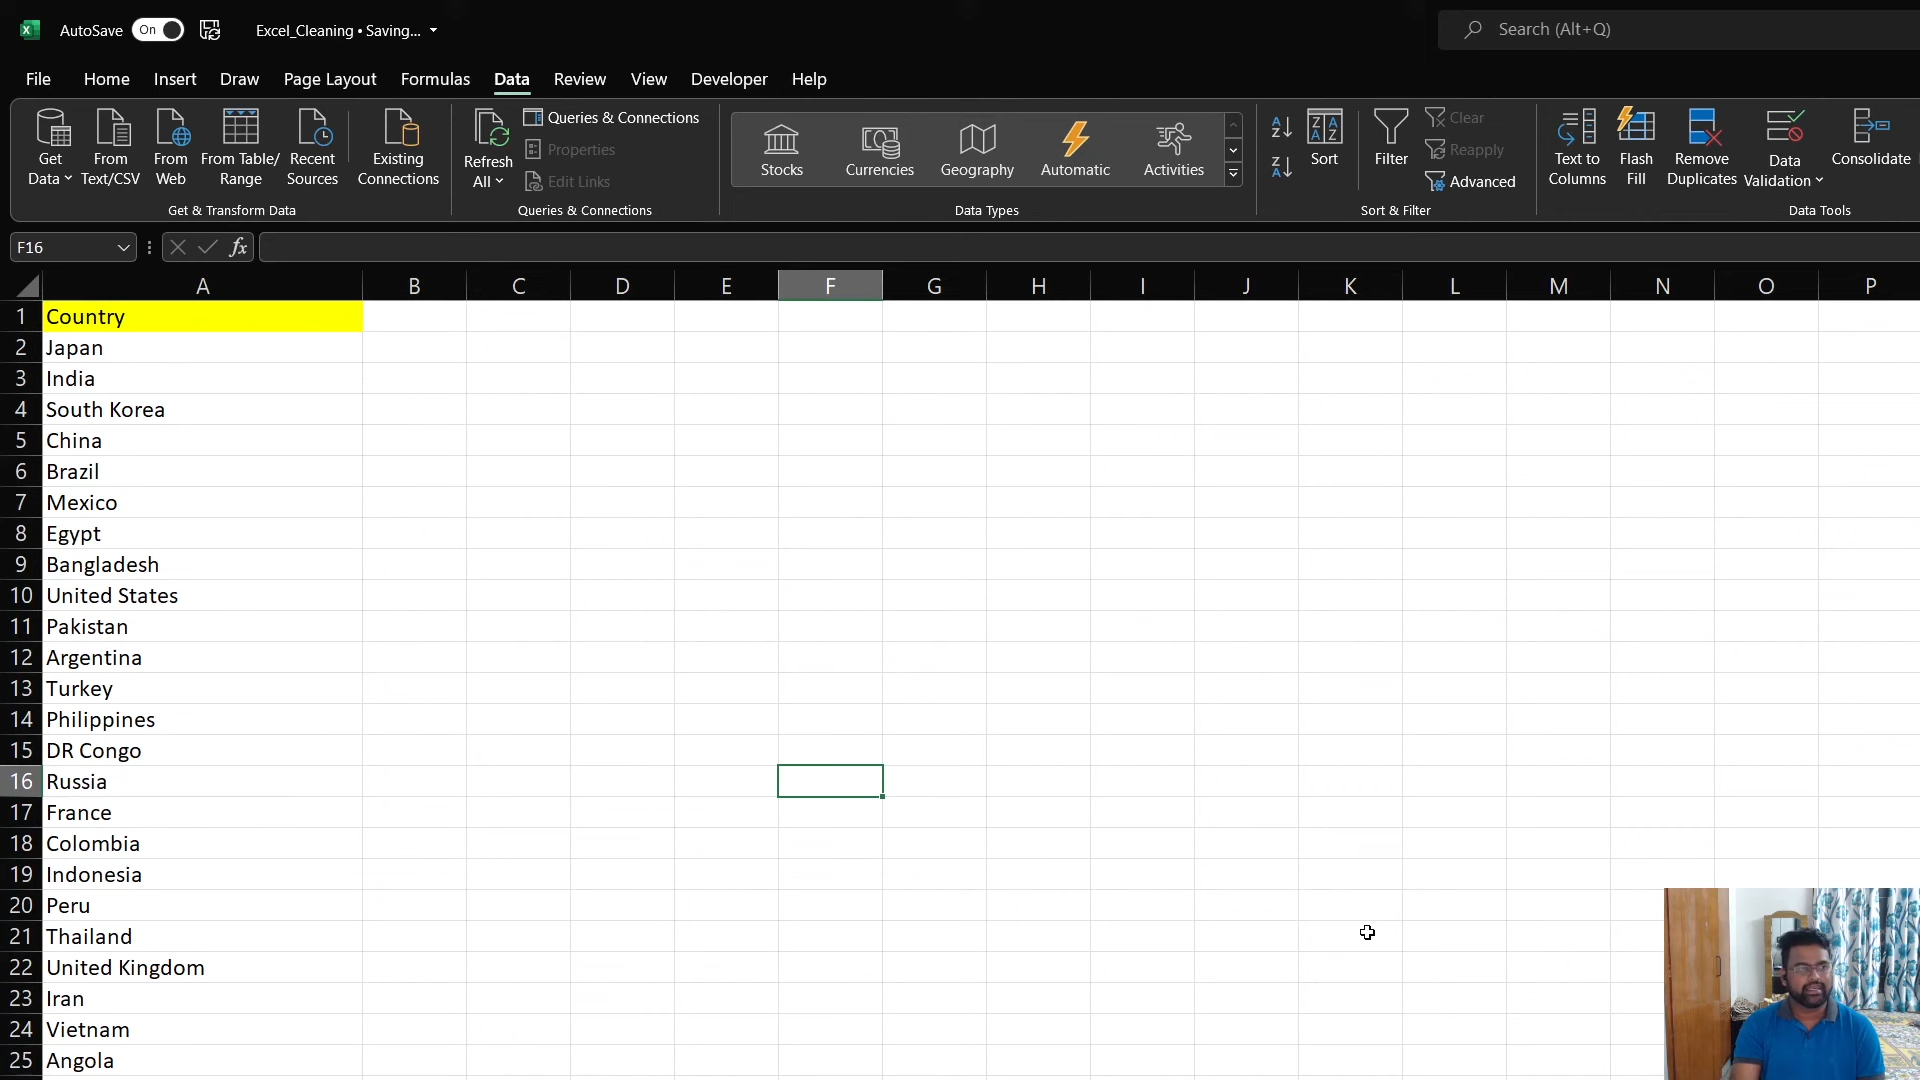 AutoSave On Excel_Cleaning • Saving... Search (Alt+Q)
File Home Insert Draw Page Layout Formulas Data Review View Developer Help
Get Data From Text/CSV From Web From Table/ Range Recent Sources Existing Connections
Get & Transform Data
Refresh All
Queries & Connections
Properties
Edit Links
Queries & Connections
Stocks Currencies Geography Automatic Activities
Data Types
Sort Filter
Clear
Reapply
Advanced
Sort & Filter
Text to Columns Flash Fill Remove Duplicates Data Validation Consolidate
Data Tools
F16 fx
A B C D E F G H I J K L M N O P
1 Country
2 Japan
3 India
4 South Korea
5 China
6 Brazil
7 Mexico
8 Egypt
9 Bangladesh
10 United States
11 Pakistan
12 Argentina
13 Turkey
14 Philippines
15 DR Congo
16 Russia
17 France
18 Colombia
19 Indonesia
20 Peru
21 Thailand
22 United Kingdom
23 Iran
24 Vietnam
25 Angola